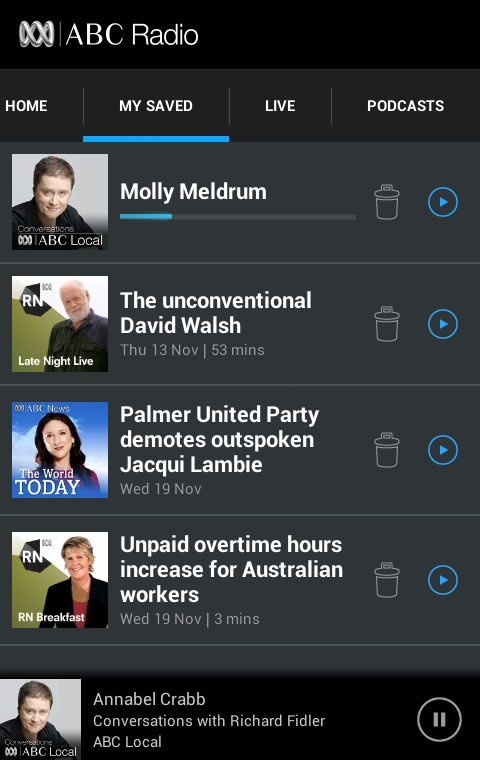 ABC Radio
HOME
MY SAVED
LIVE
PODCASTS
Conversations
ABC Local
Molly Meldrum
RN
Late Night Live
The unconventional
David Walsh
Thu 13 Nov | 53 mins
ABC News
The World
TODAY
Palmer United Party
demotes outspoken
Jacqui Lambie
Wed 19 Nov
RN
RN Breakfast
Unpaid overtime hours
increase for Australian
workers
Wed 19 Nov | 3 mins
Conversations
ABC Local
Annabel Crabb
Conversations with Richard Fidler
ABC Local